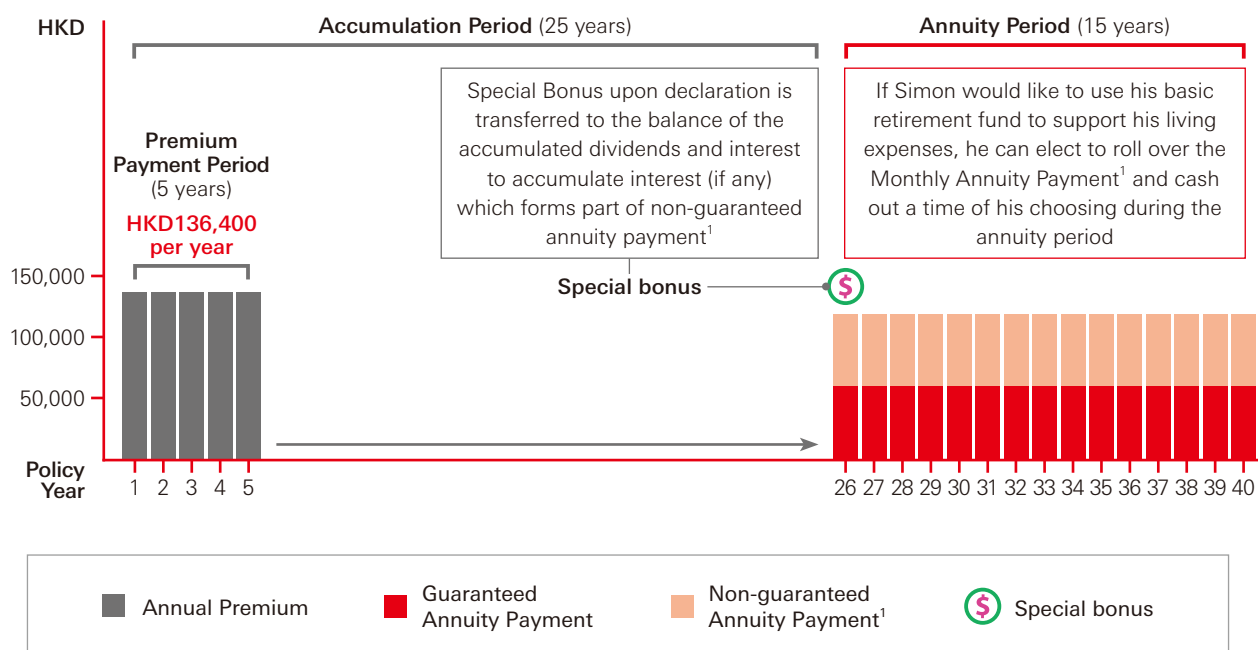 HKD
Accumulation Period (25 years)
Annuity Period (15 years)
Premium
Payment Period
(5 years)
HKD136,400
per year
Special Bonus upon declaration is
transferred to the balance of the
accumulated dividends and interest
to accumulate interest (if any)
which forms part of non-guaranteed
annuity payment1
If Simon would like to use his basic
retirement fund to support his living
expenses, he can elect to roll over the
Monthly Annuity Payment1 and cash
out a time of his choosing during the
annuity period
Special bonus
$
150,000
100,000
50,000
Policy
Year
1 2 3 4 5 26 27 28 29 30 31 32 33 34 35 36 37 38 39 40
Annual Premium
Guaranteed
Annuity Payment
Non-guaranteed
Annuity Payment1
$ Special bonus